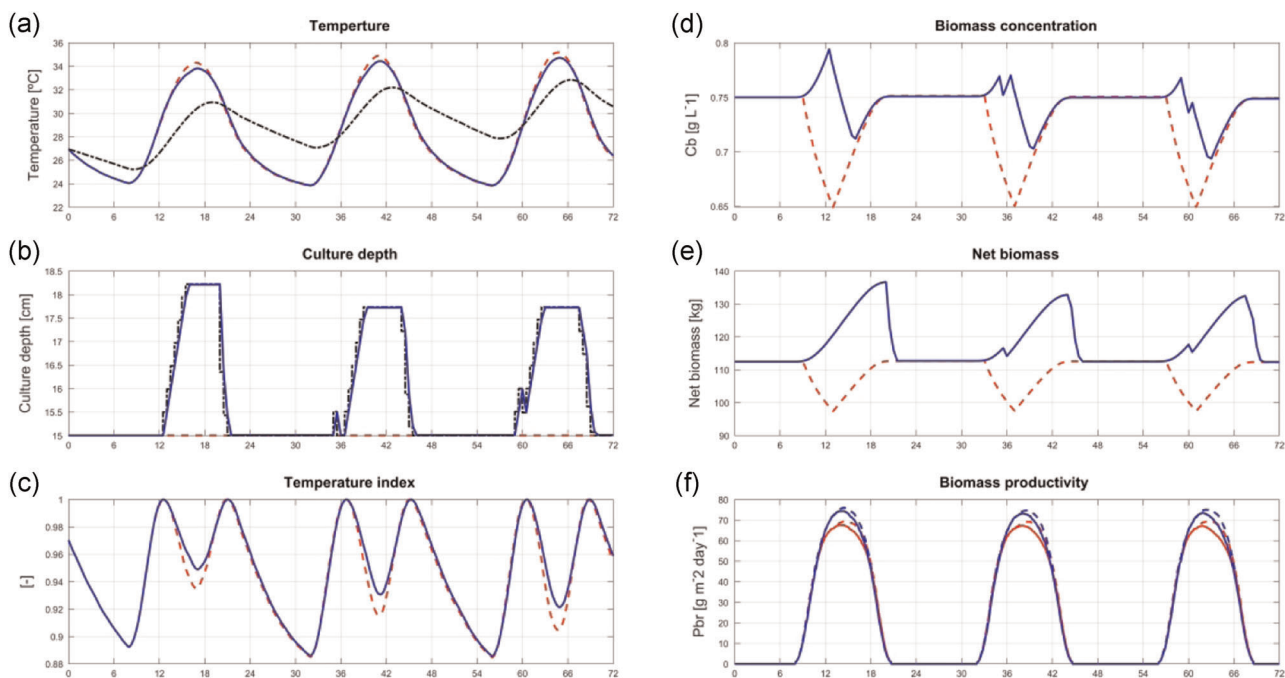 (a)
Temperture
Temperature [ºC]
36
34
32
30
28
26
24
22
0 6 12 18 24 30 36 42 48 54 60 66 72
(b)
Culture depth
Culture depth [cm]
18.5
18
17.5
17
16.5
16
15.5
15
0 6 12 18 24 30 36 42 48 54 60 66 72
(c)
Temperature index
[-]
1
0.98
0.96
0.94
0.92
0.9
0.88
0 6 12 18 24 30 36 42 48 54 60 66 72
(d)
Biomass concentration
Cb [g L¯1]
0.8
0.75
0.7
0.65
0 6 12 18 24 30 36 42 48 54 60 66 72
(e)
Net biomass
Net biomass [kg]
140
130
120
110
100
90
0 6 12 18 24 30 36 42 48 54 60 66 72
(f)
Biomass productivity
Pbr [g m¯2 day¯1]
80
70
60
50
40
30
20
10
0
0 6 12 18 24 30 36 42 48 54 60 66 72